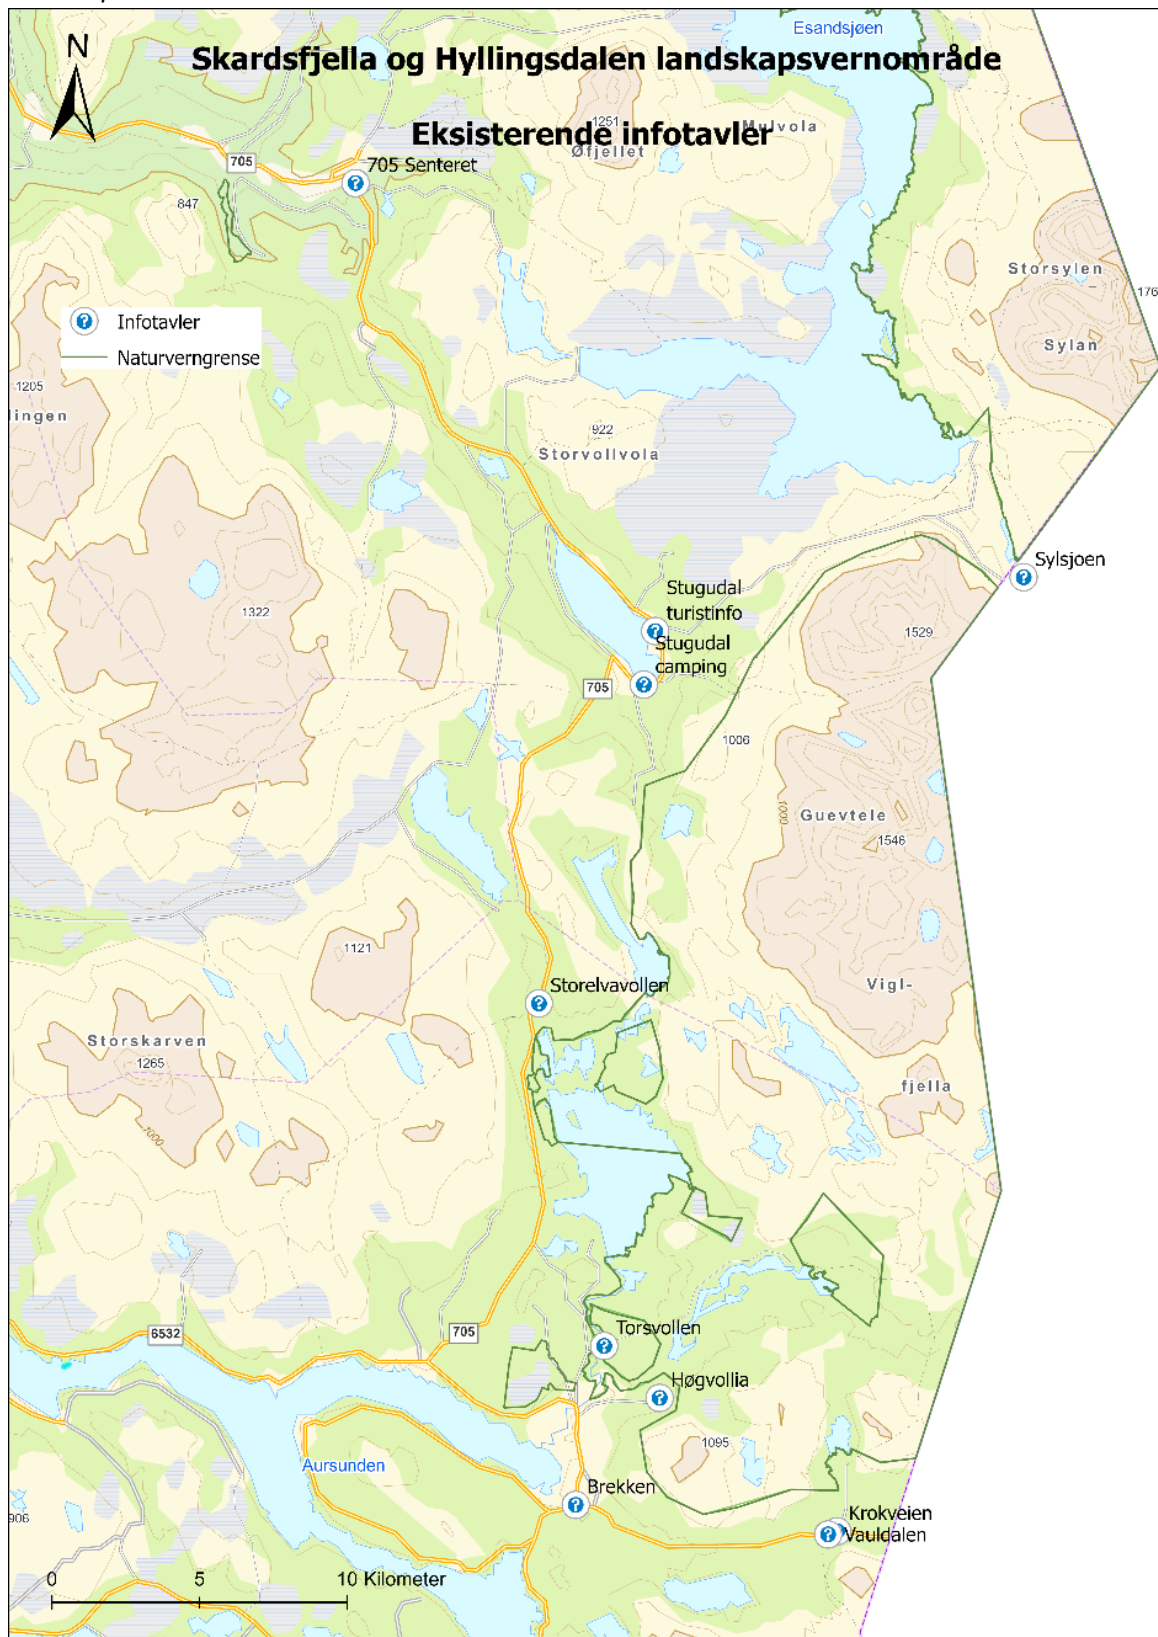 Esandsjøen
N
Skardsfjella og Hyllingsdalen landskapsvernområde
1251
Mulvola
Eksisterende infotavler
Øfjellet
705
705 Senteret
847
Storsylen
176
Infotavler
Sylan
Naturverngrense
1205
lingen
922
Storvollvola
Sylsjoen
Stugudal
turistinfo
1322
1529
Stugudal
camping
705
1006
1000
Guevtele
1546
1121
Storelvavollen
Vigl-
Storskarven
1265
fjella
1000
705
6532
Torsvollen
Høgvollia
1095
Aursunden
Brekken
906
Krokveien
Vauldalen
0 5 10 Kilometer